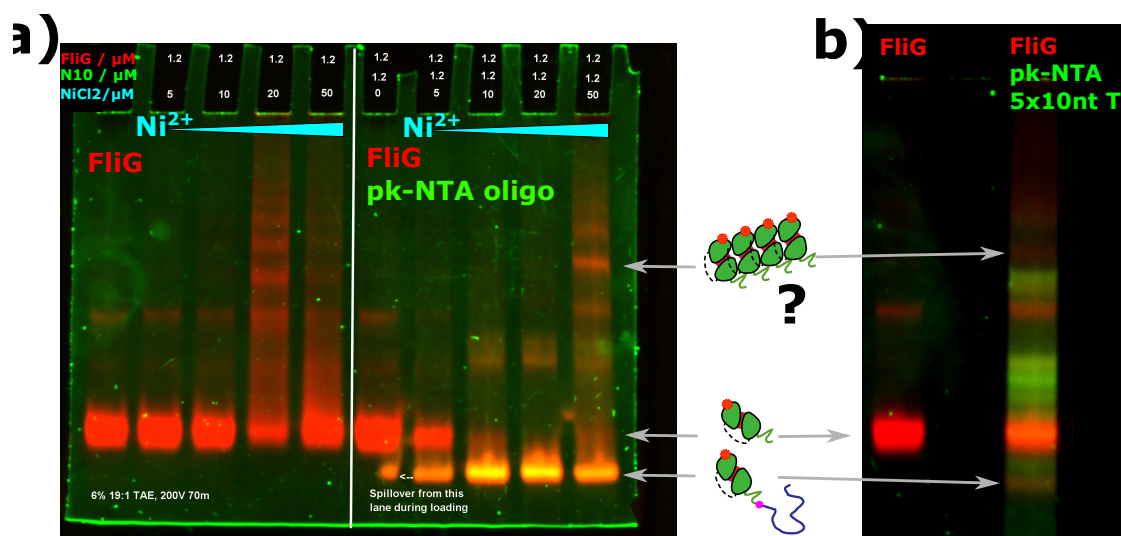 a)
FliG / μM 1.2 1.2 1.2 1.2 1.2 1.2 1.2 1.2 1.2
N10 / μM 1.2 1.2 1.2 1.2 1.2
NiCl2/μM 5 10 20 50 0 5 10 20 50
Ni2+ Ni2+
FliG
FliG
pk-NTA oligo
6% 19:1 TAE, 200V 70m
<--
Spillover from this
lane during loading
?
b)
FliG
FliG
pk-NTA
5x10nt T